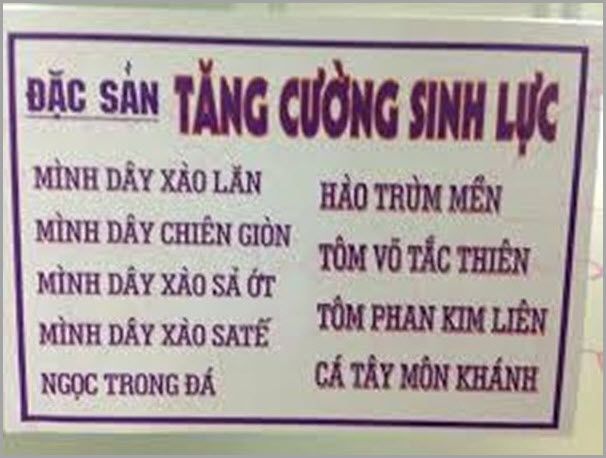 ĐẶC SẢN TĂNG CƯỜNG SINH LỰC
MÌNH DÂY XÀO LĂN
MÌNH DÂY CHIÊN GIÒN
MÌNH DÂY XÀO SẢ ỚT
MÌNH DÂY XÀO SATẾ
NGỌC TRONG ĐÁ
HÀO TRÙM MỀN
TÔM VÕ TẮC THIÊN
TÔM PHAN KIM LIÊN
CÁ TÂY MÔN KHÁNH